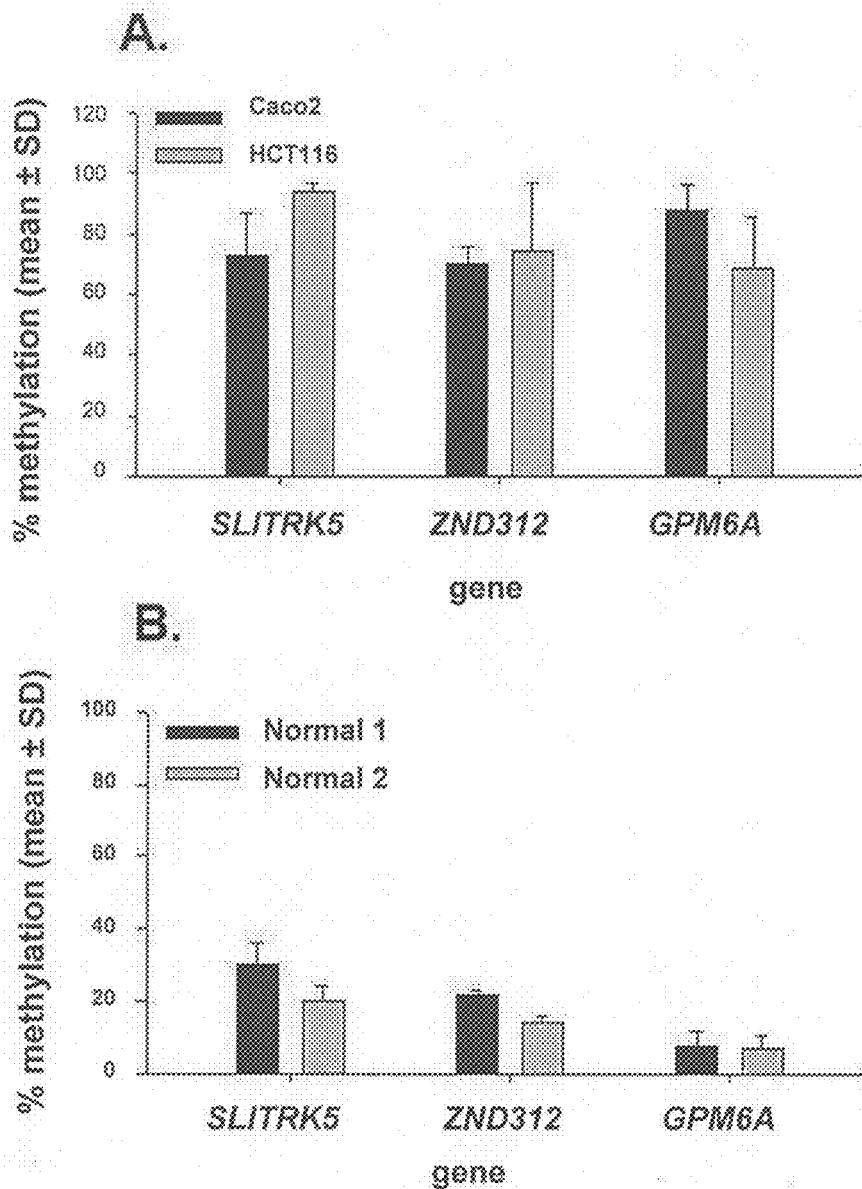 A.
Caco2
HCT116
% methylation (mean ± SD)
120
100
80
60
40
20
0
SLITRK5 ZND312 GPM6A
gene
B.
Normal 1
Normal 2
% methylation (mean ± SD)
100
80
60
40
20
0
SLITRK5 ZND312 GPM6A
gene